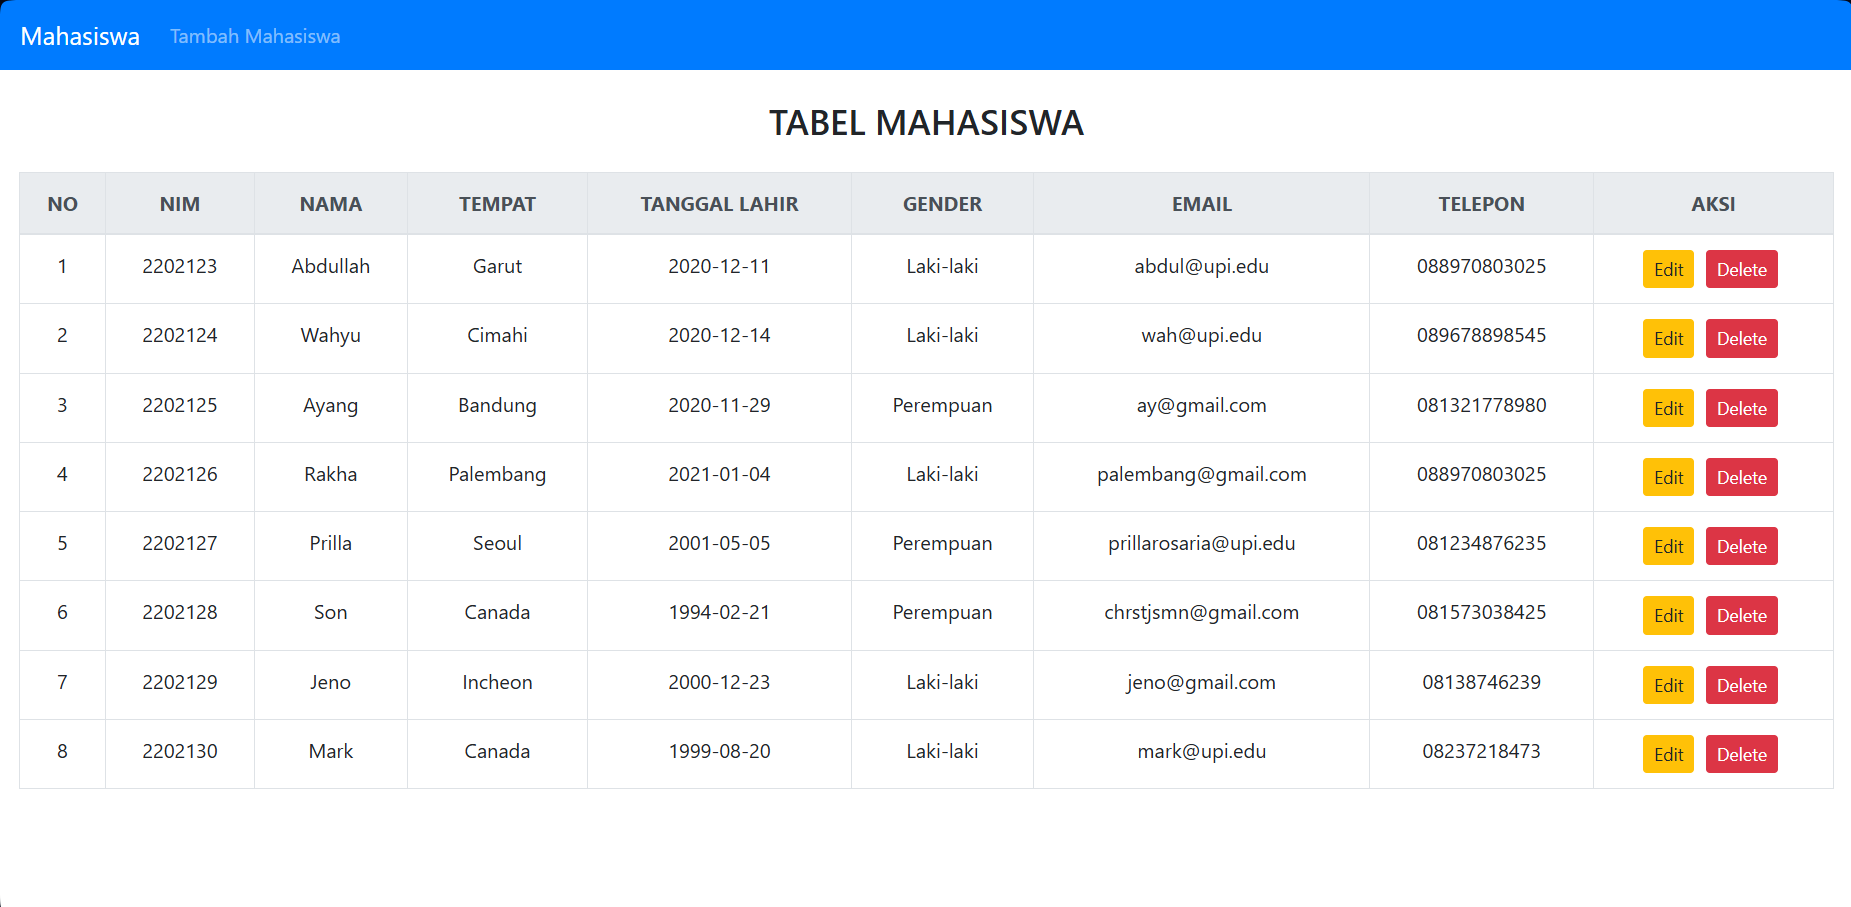 Mahasiswa Tambah Mahasiswa
TABEL MAHASISWA
NO NIM NAMA TEMPAT TANGGAL LAHIR GENDER EMAIL TELEPON AKSI
1 2202123 Abdullah Garut 2020-12-11 Laki-laki abdul@upi.edu 088970803025 Edit Delete
2 2202124 Wahyu Cimahi 2020-12-14 Laki-laki wah@upi.edu 089678898545 Edit Delete
3 2202125 Ayang Bandung 2020-11-29 Perempuan ay@gmail.com 081321778980 Edit Delete
4 2202126 Rakha Palembang 2021-01-04 Laki-laki palembang@gmail.com 088970803025 Edit Delete
5 2202127 Prilla Seoul 2001-05-05 Perempuan prillarosaria@upi.edu 081234876235 Edit Delete
6 2202128 Son Canada 1994-02-21 Perempuan chrstjsmn@gmail.com 081573038425 Edit Delete
7 2202129 Jeno Incheon 2000-12-23 Laki-laki jeno@gmail.com 08138746239 Edit Delete
8 2202130 Mark Canada 1999-08-20 Laki-laki mark@upi.edu 08237218473 Edit Delete